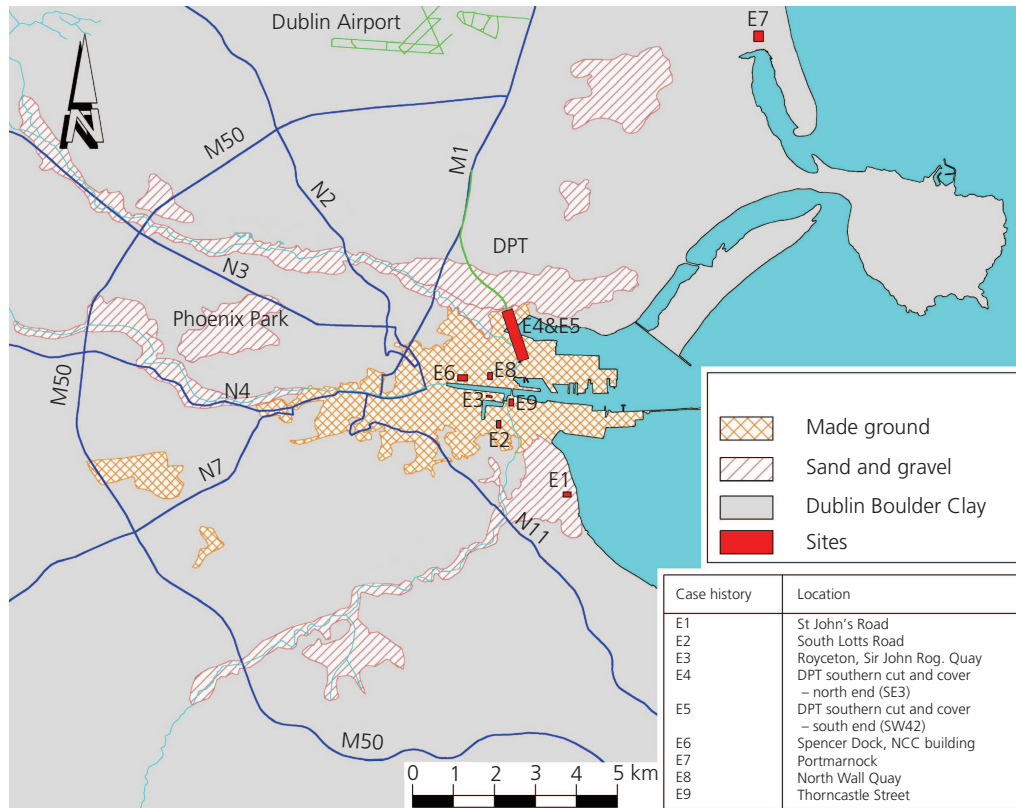 Dublin Airport
E7
N
M50
M1
N2
DPT
N3
E4&E5
Phoenix Park
M50
E6
E8
N4
E3
E9
E2
Made ground
N7
Sand and gravel
E1
Dublin Boulder Clay
N11
Sites
Case history Location
E1 St John's Road
E2 South Lotts Road
E3 Royceton, Sir John Rog. Quay
E4 DPT southern cut and cover
– north end (SE3)
E5 DPT southern cut and cover
– south end (SW42)
E6 Spencer Dock, NCC building
E7 Portmarnock
E8 North Wall Quay
E9 Thorncastle Street
M50
0 1 2 3 4 5 km